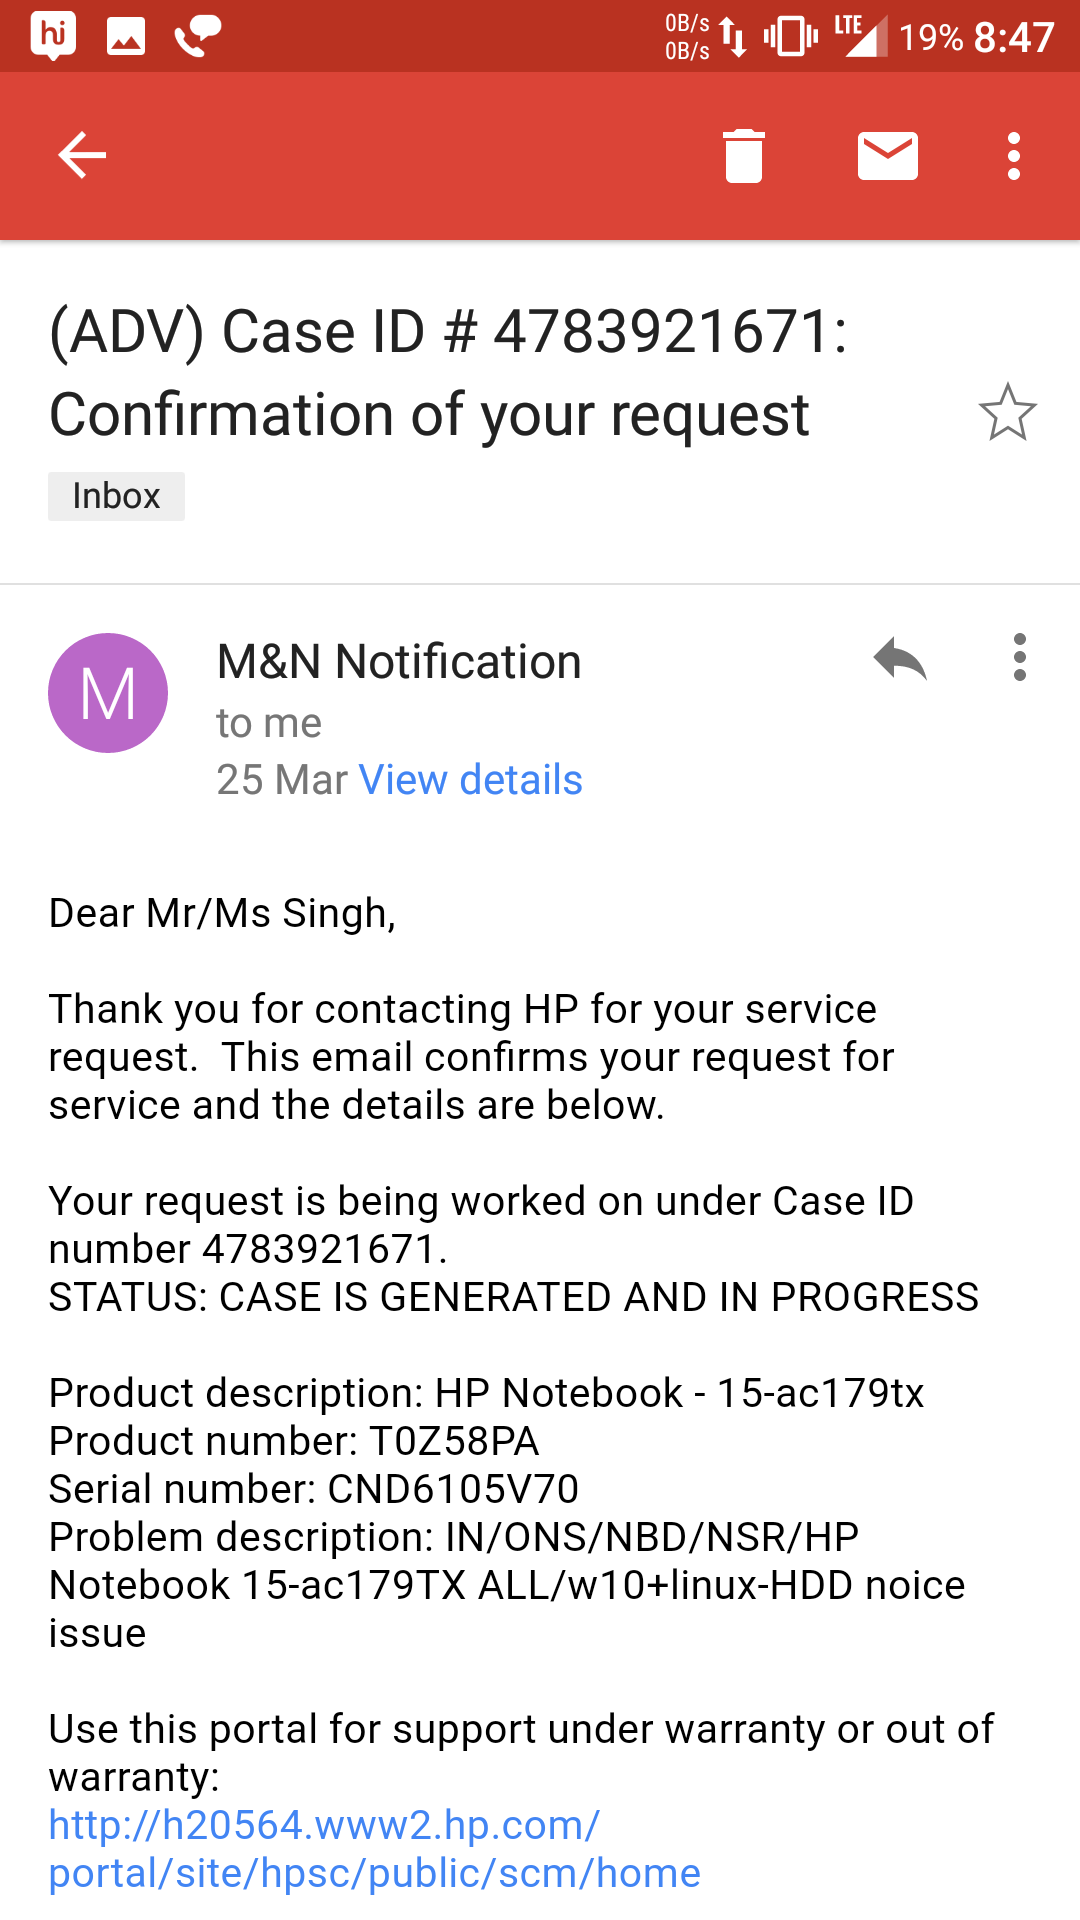 hi 0B/s 0B/s LTE 19% 8:47
(ADV) Case ID # 4783921671:
Confirmation of your request
Inbox
M
M&N Notification
to me
25 Mar View details
Dear Mr/Ms Singh,
Thank you for contacting HP for your service
request.  This email confirms your request for
service and the details are below.
Your request is being worked on under Case ID
number 4783921671.
STATUS: CASE IS GENERATED AND IN PROGRESS
Product description: HP Notebook - 15-ac179tx
Product number: T0Z58PA
Serial number: CND6105V70
Problem description: IN/ONS/NBD/NSR/HP
Notebook 15-ac179TX ALL/w10+linux-HDD noice
issue
Use this portal for support under warranty or out of
warranty:
http://h20564.www2.hp.com/
portal/site/hpsc/public/scm/home